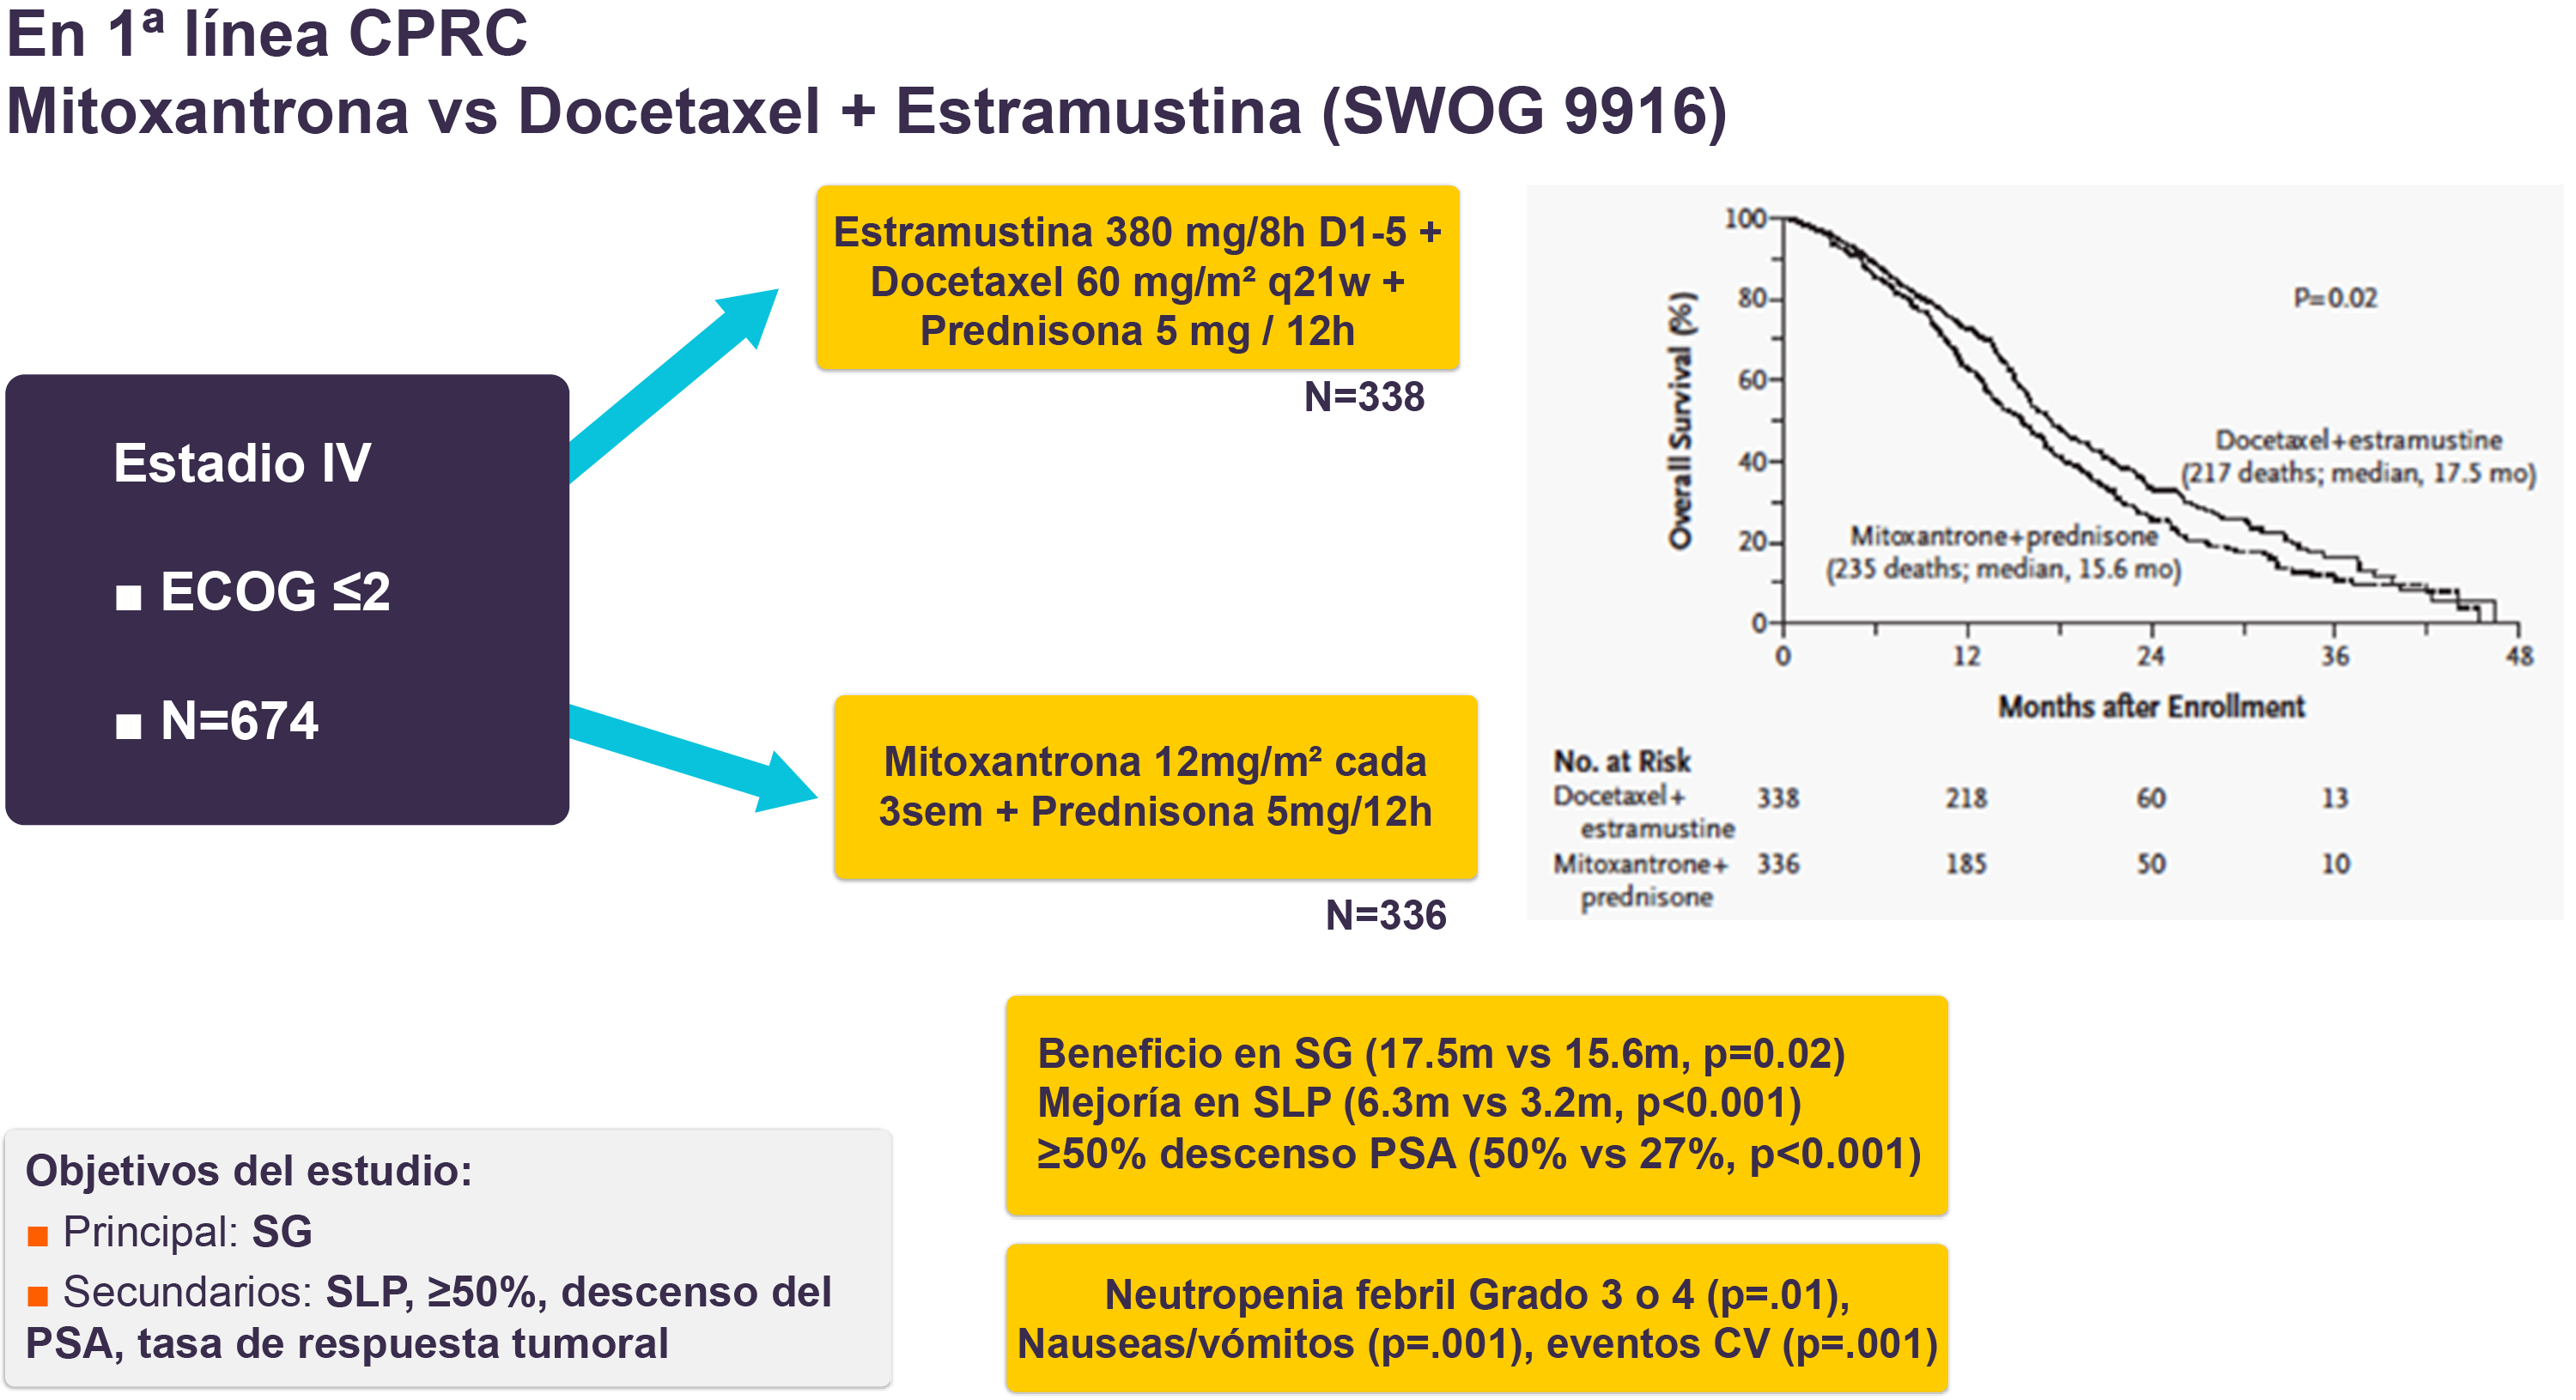 En 1ª línea CPRC
Mitoxantrona vs Docetaxel + Estramustina (SWOG 9916)
Estadio IV
■ ECOG ≤2
■ N=674
Estramustina 380 mg/8h D1-5 +
Docetaxel 60 mg/m² q21w +
Prednisona 5 mg / 12h
N=338
Mitoxantrona 12mg/m² cada
3sem + Prednisona 5mg/12h
N=336
Overall Survival (%)
100
80
60
40
20
0
P=0.02
Docetaxel+estramustine
(217 deaths; median, 17.5 mo)
Mitoxantrone+prednisone
(235 deaths; median, 15.6 mo)
0 12 24 36 48
Months after Enrollment
No. at Risk
Docetaxel+ 338 218 60 13
estramustine
Mitoxantrone+ 336 185 50 10
prednisone
Beneficio en SG (17.5m vs 15.6m, p=0.02)
Mejoría en SLP (6.3m vs 3.2m, p<0.001)
≥50% descenso PSA (50% vs 27%, p<0.001)
Neutropenia febril Grado 3 o 4 (p=.01),
Nauseas/vómitos (p=.001), eventos CV (p=.001)
Objetivos del estudio:
■ Principal: SG
■ Secundarios: SLP, ≥50%, descenso del
PSA, tasa de respuesta tumoral